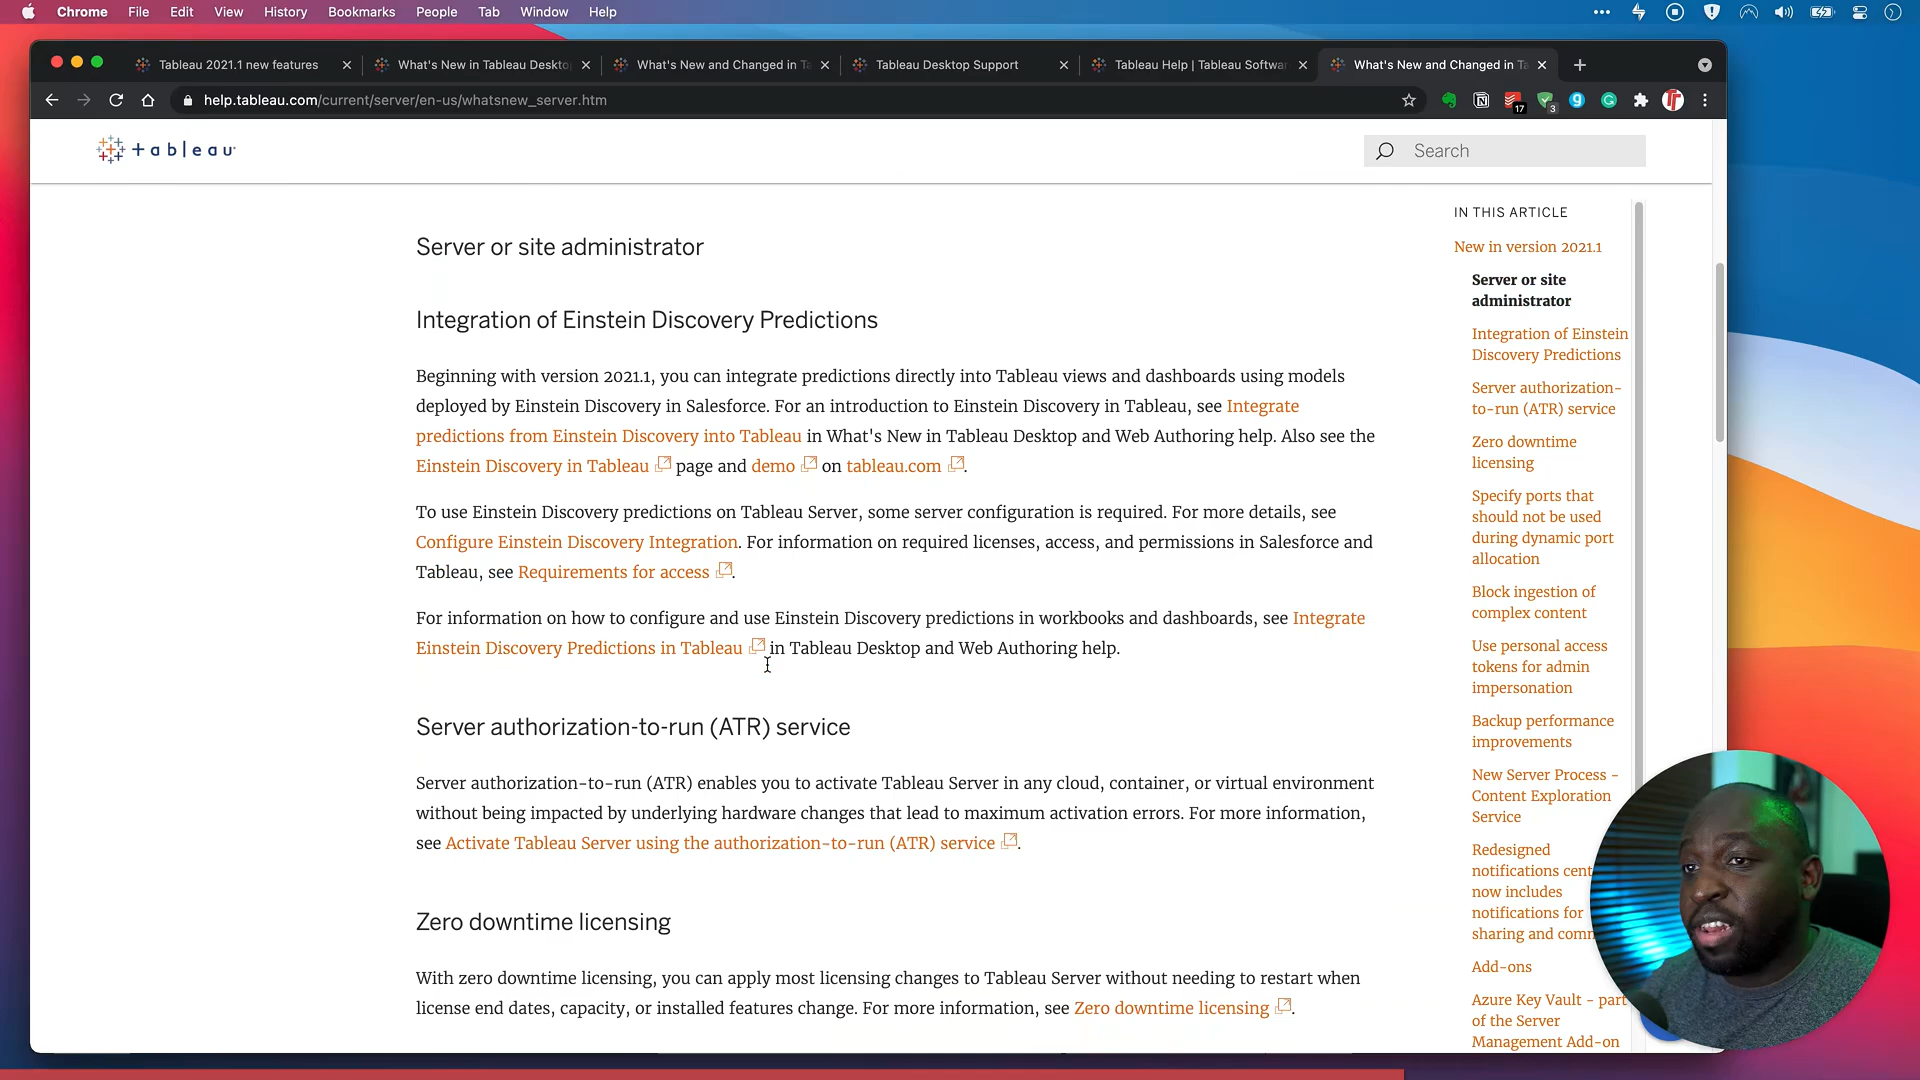 Chrome File Edit View History Bookmarks People Tab Window Help
Tableau 2021.1 new features
What's New in Tableau Deskto
What's New and Changed in Ta
Tableau Desktop Support
Tableau Help | Tableau Softwar
What's New and Changed in Ta
help.tableau.com/current/server/en-us/whatsnew_server.htm
17
3
+ableau
Search
Server or site administrator
Integration of Einstein Discovery Predictions
Beginning with version 2021.1, you can integrate predictions directly into Tableau views and dashboards using models
deployed by Einstein Discovery in Salesforce. For an introduction to Einstein Discovery in Tableau, see Integrate
predictions from Einstein Discovery into Tableau in What's New in Tableau Desktop and Web Authoring help. Also see the
Einstein Discovery in Tableau page and demo on tableau.com.
To use Einstein Discovery predictions on Tableau Server, some server configuration is required. For more details, see
Configure Einstein Discovery Integration. For information on required licenses, access, and permissions in Salesforce and
Tableau, see Requirements for access.
For information on how to configure and use Einstein Discovery predictions in workbooks and dashboards, see Integrate
Einstein Discovery Predictions in Tableau in Tableau Desktop and Web Authoring help.
Server authorization-to-run (ATR) service
Server authorization-to-run (ATR) enables you to activate Tableau Server in any cloud, container, or virtual environment
without being impacted by underlying hardware changes that lead to maximum activation errors. For more information,
see Activate Tableau Server using the authorization-to-run (ATR) service.
Zero downtime licensing
With zero downtime licensing, you can apply most licensing changes to Tableau Server without needing to restart when
license end dates, capacity, or installed features change. For more information, see Zero downtime licensing.
IN THIS ARTICLE
New in version 2021.1
Server or site
administrator
Integration of Einstein
Discovery Predictions
Server authorization-
to-run (ATR) service
Zero downtime
licensing
Specify ports that
should not be used
during dynamic port
allocation
Block ingestion of
complex content
Use personal access
tokens for admin
impersonation
Backup performance
improvements
New Server Process -
Content Exploration
Service
Redesigned
notifications cent
now includes
notifications for
sharing and comm
Add-ons
Azure Key Vault - part
of the Server
Management Add-on